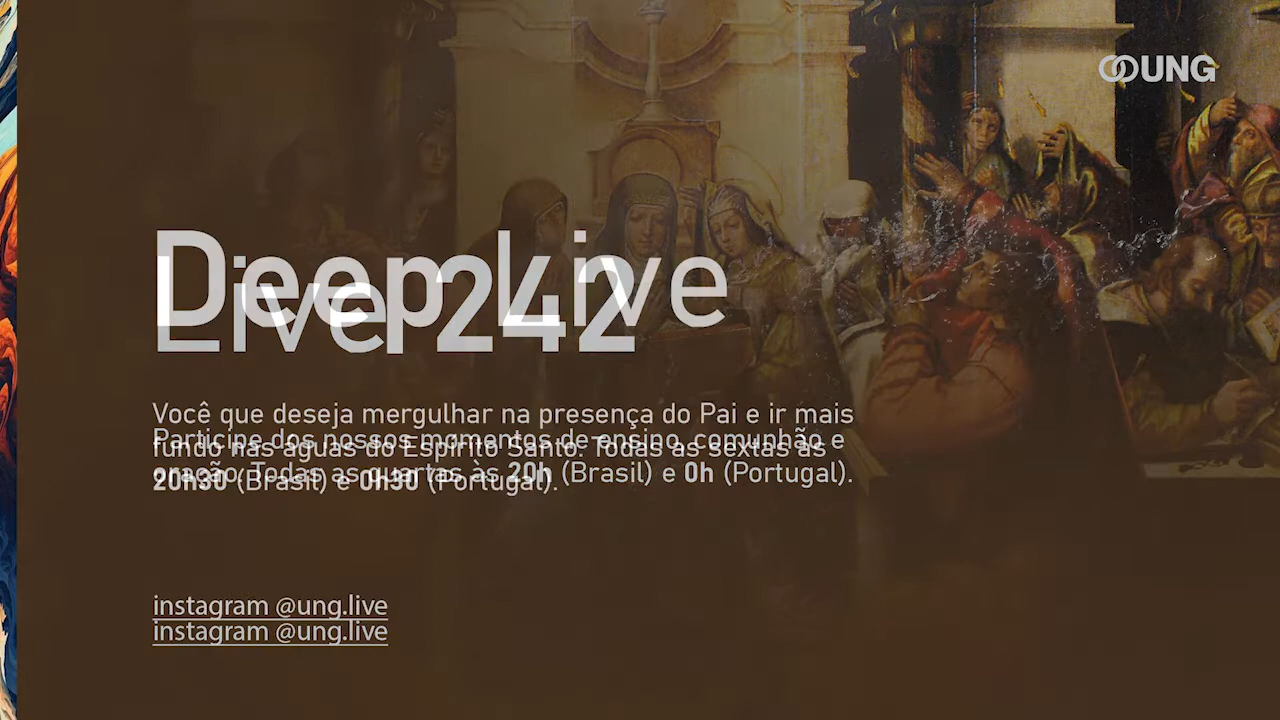 UNG
Deep Live
Live 242
Você que deseja mergulhar na presença do Pai e ir mais
fundo nas águas do Espírito Santo. Todas as sextas às
20h30 (Brasil) e 0h30 (Portugal).
Participe dos nossos momentos de ensino, comunhão e
oração. Todas as quartas às 20h (Brasil) e 0h (Portugal).
instagram @ung.live
instagram @ung.live